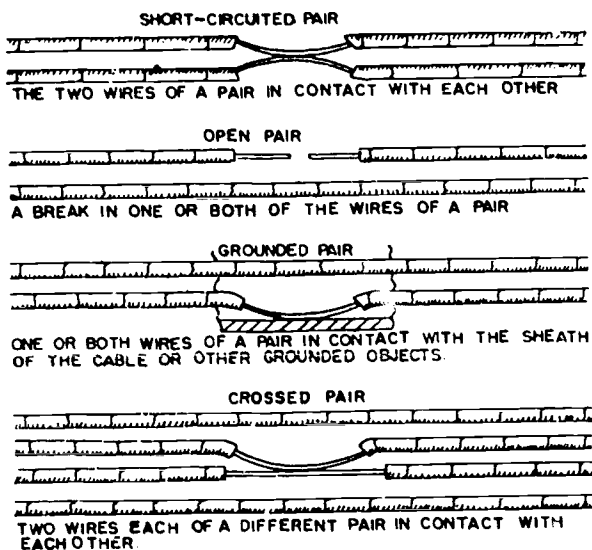 SHORT-CIRCUITED PAIR
THE TWO WIRES OF A PAIR IN CONTACT WITH EACH OTHER
OPEN PAIR
A BREAK IN ONE OR BOTH OF THE WIRES OF A PAIR
GROUNDED PAIR
ONE OR BOTH WIRES OF A PAIR IN CONTACT WITH THE SHEATH
OF THE CABLE OR OTHER GROUNDED OBJECTS.
CROSSED PAIR
TWO WIRES EACH OF A DIFFERENT PAIR IN CONTACT WITH
EACH OTHER.